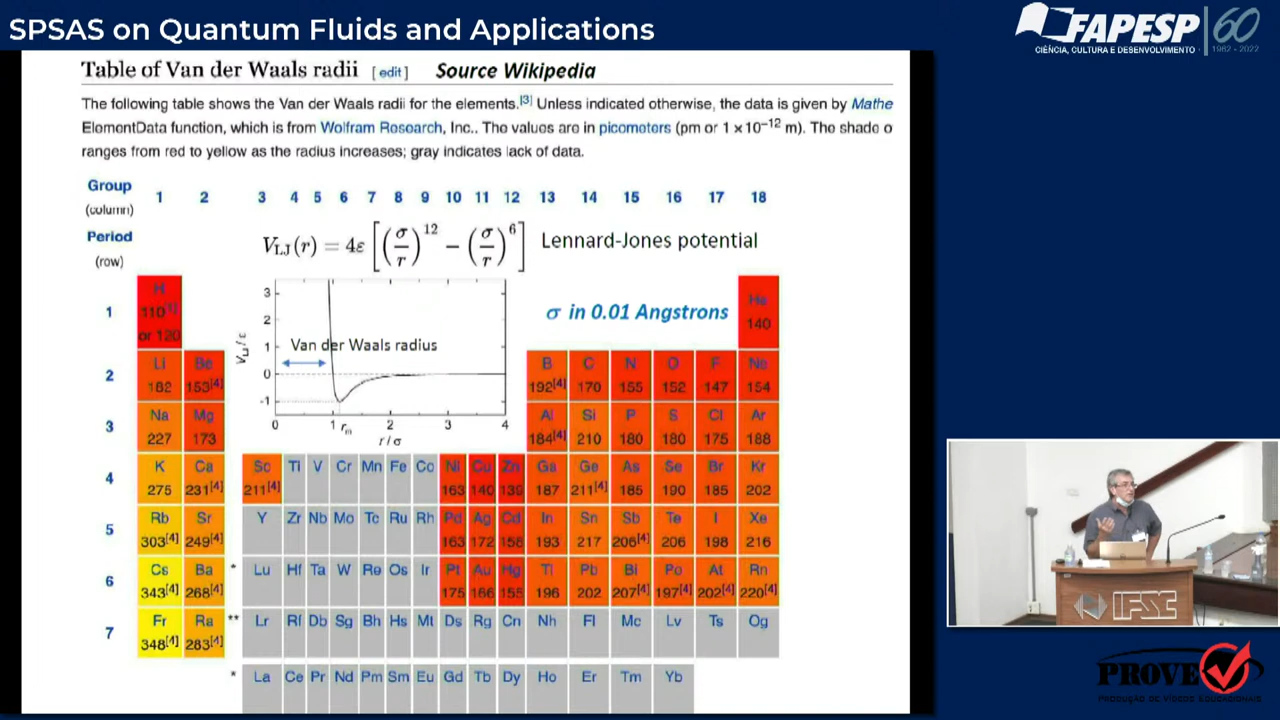 SPSAS on Quantum Fluids and Applications
FAPESP 60
CIÊNCIA, CULTURA E DESENVOLVIMENTO 1962 - 2022
Table of Van der Waals radii [edit] Source Wikipedia
The following table shows the Van der Waals radii for the elements.[3] Unless indicated otherwise, the data is given by Mathe
ElementData function, which is from Wolfram Research, Inc.. The values are in picometers (pm or 1 ×10−12 m). The shade o
ranges from red to yellow as the radius increases; gray indicates lack of data.
Group
(column) 1 2 3 4 5 6 7 8 9 10 11 12 13 14 15 16 17 18
Period
(row)
VLJ(r) = 4ε [(σ/r)12 − (σ/r)6] Lennard-Jones potential
σ in 0.01 Angstrons
H He
1 110[1] 140
or 120
3
2
1
0
-1
VLJ/ε
Van der Waals radius
0 1 rm 2 3 4
r/σ
Li Be B C N O F Ne
2 182 153[4] 192[4] 170 155 152 147 154
Na Mg Al Si P S Cl Ar
3 227 173 184[4] 210 180 180 175 188
K Ca Sc Ti V Cr Mn Fe Co Ni Cu Zn Ga Ge As Se Br Kr
4 275 231[4] 211[4] 163 140 139 187 211[4] 185 190 185 202
Rb Sr Y Zr Nb Mo Tc Ru Rh Pd Ag Cd In Sn Sb Te I Xe
5 303[4] 249[4] 163 172 158 193 217 206[4] 206 198 216
Cs Ba * Lu Hf Ta W Re Os Ir Pt Au Hg Tl Pb Bi Po At Rn
6 343[4] 268[4] 175 166 155 196 202 207[4] 197[4] 202[4] 220[4]
Fr Ra ** Lr Rf Db Sg Bh Hs Mt Ds Rg Cn Nh Fl Mc Lv Ts Og
7 348[4] 283[4]
* La Ce Pr Nd Pm Sm Eu Gd Tb Dy Ho Er Tm Yb
IFSC
PROVE
PRODUÇÃO DE VÍDEOS EDUCACIONAIS